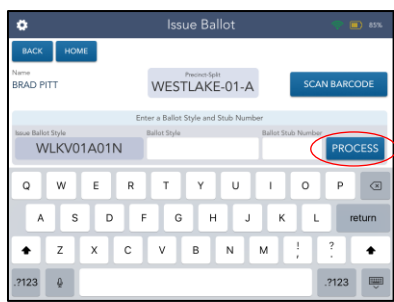 Issue Ballot
85%
BACK HOME
Name
BRAD PITT
Precinct-Split
WESTLAKE-01-A
SCAN BARCODE
Enter a Ballot Style and Stub Number
Issue Ballot Style Ballot Style Ballot Stub Number
WLKV01A01N
PROCESS
Q W E R T Y U I O P
A S D F G H J K L return
Z X C V B N M ! , ? .
.?123 .?123